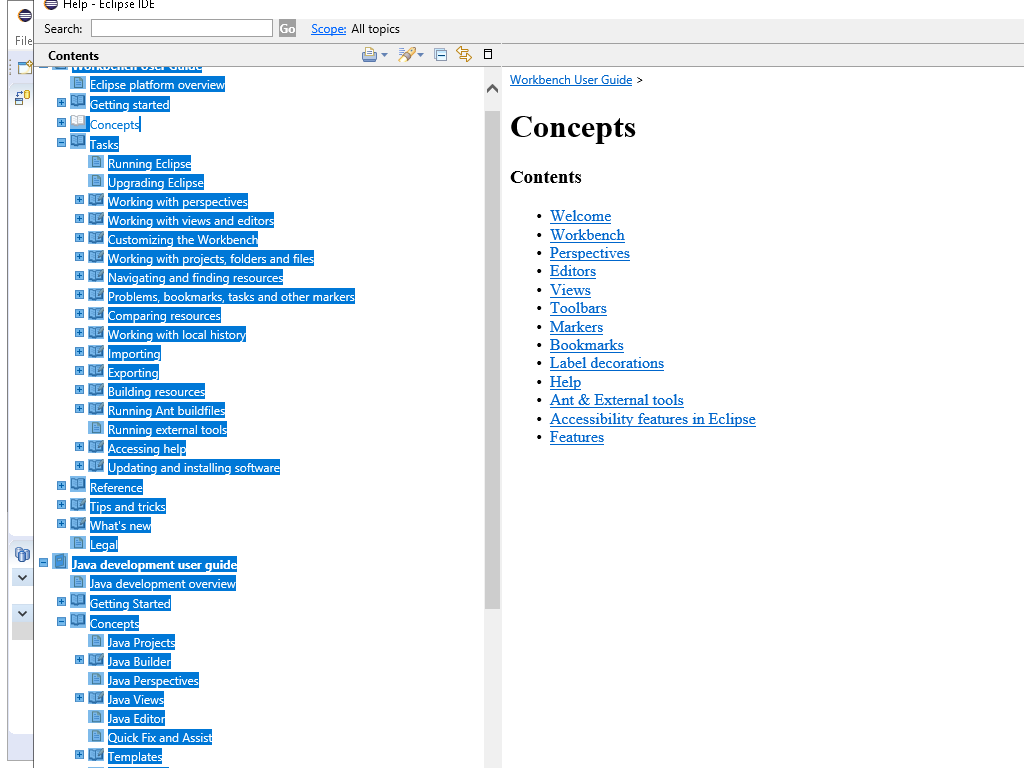 Help - Eclipse IDE
File
Search:
Go
Scope: All topics
Contents
Workbench User Guide
Eclipse platform overview
Getting started
Concepts
Tasks
Running Eclipse
Upgrading Eclipse
Working with perspectives
Working with views and editors
Customizing the Workbench
Working with projects, folders and files
Navigating and finding resources
Problems, bookmarks, tasks and other markers
Comparing resources
Working with local history
Importing
Exporting
Building resources
Running Ant buildfiles
Running external tools
Accessing help
Updating and installing software
Reference
Tips and tricks
What's new
Legal
Java development user guide
Java development overview
Getting Started
Concepts
Java Projects
Java Builder
Java Perspectives
Java Views
Java Editor
Quick Fix and Assist
Templates
Workbench User Guide >
Concepts
Contents
• Welcome
• Workbench
• Perspectives
• Editors
• Views
• Toolbars
• Markers
• Bookmarks
• Label decorations
• Help
• Ant & External tools
• Accessibility features in Eclipse
• Features